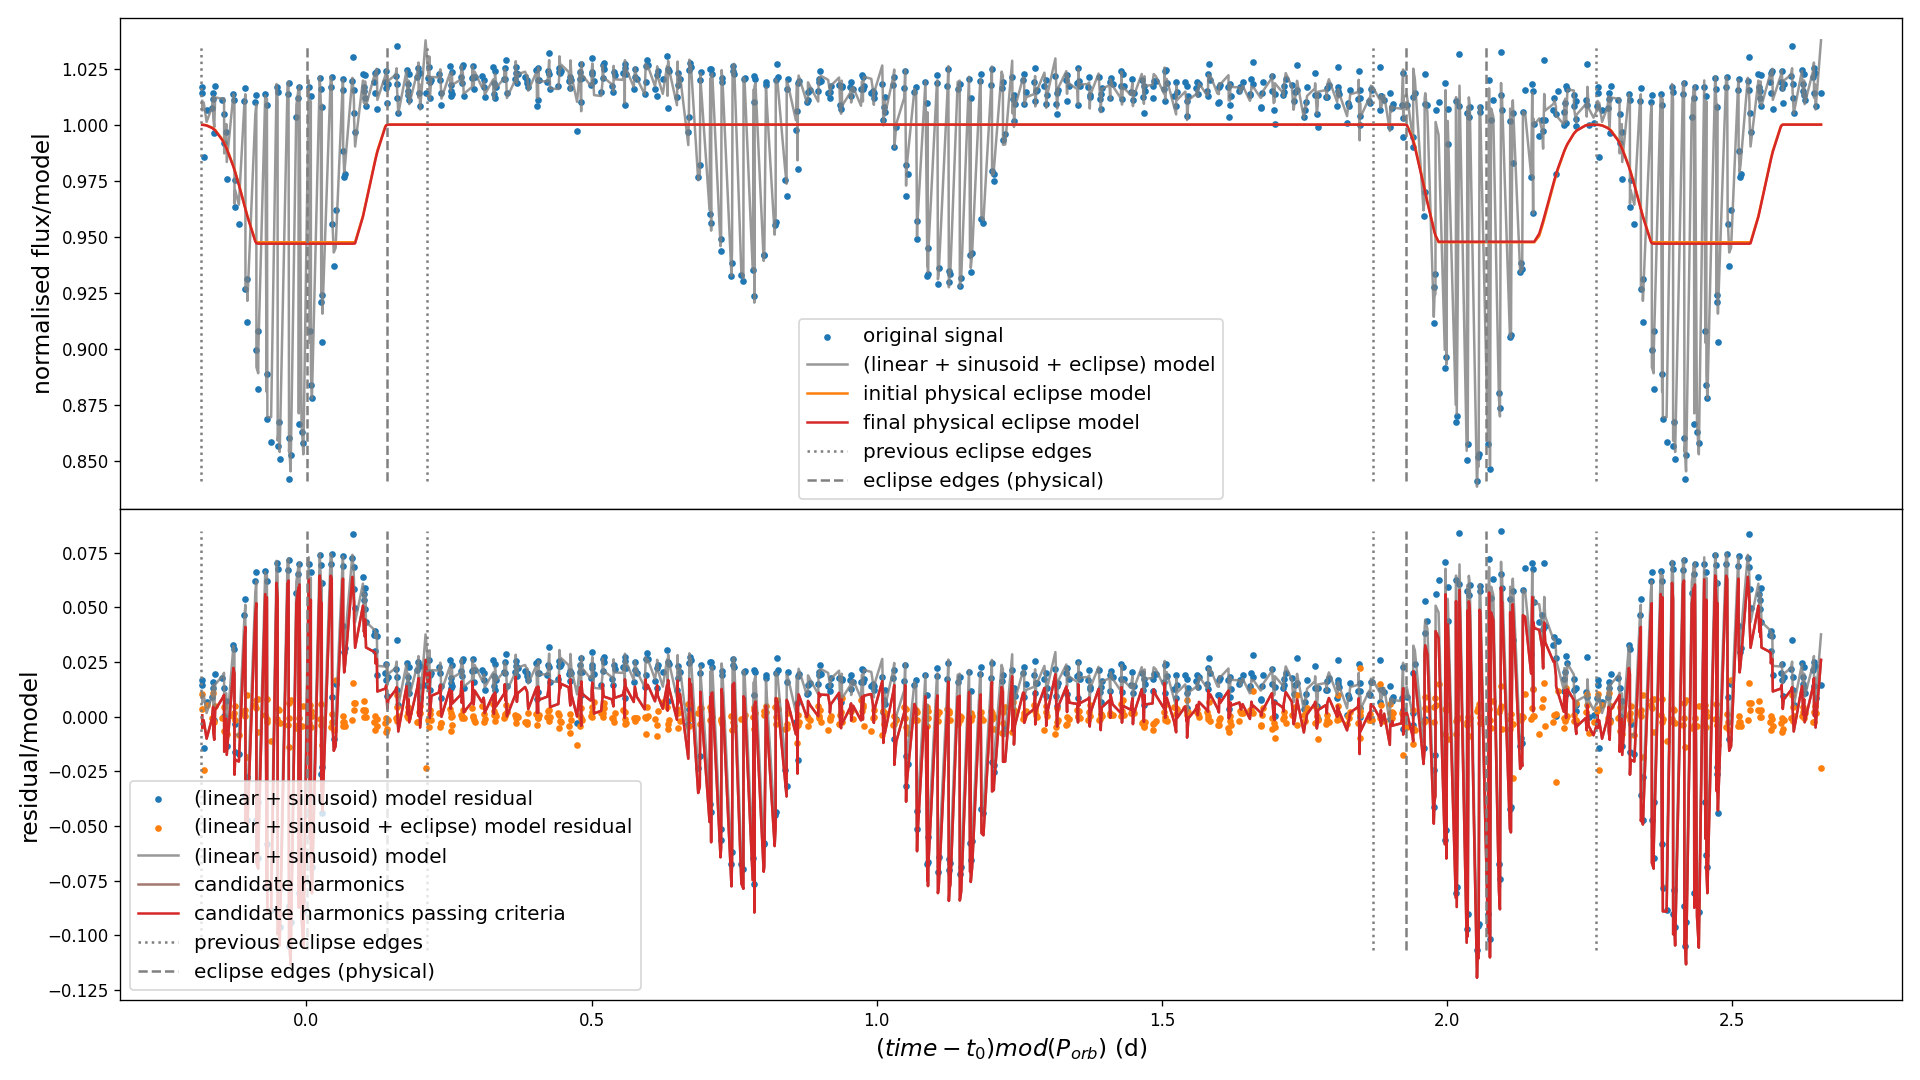 normalised flux/model
1.025
1.000
0.975
0.950
0.925
0.900
0.875
0.850
original signal
(linear + sinusoid + eclipse) model
initial physical eclipse model
final physical eclipse model
previous eclipse edges
eclipse edges (physical)
residual/model
0.075
0.050
0.025
0.000
−0.025
−0.050
−0.075
−0.100
−0.125
(linear + sinusoid) model residual
(linear + sinusoid + eclipse) model residual
(linear + sinusoid) model
candidate harmonics
candidate harmonics passing criteria
previous eclipse edges
eclipse edges (physical)
0.0 0.5 1.0 1.5 2.0 2.5
(time − t₀)mod(Pₒᵣb) (d)